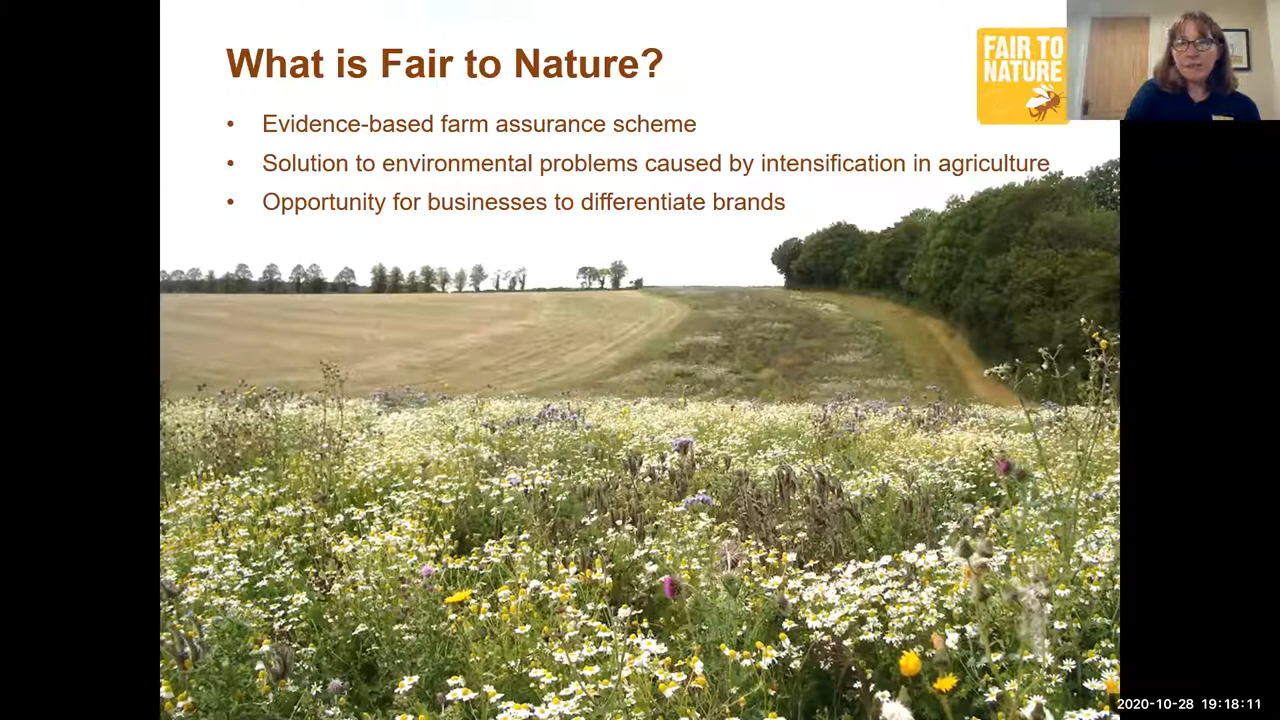 What is Fair to Nature?
FAIR TO
NATURE
• Evidence-based farm assurance scheme
• Solution to environmental problems caused by intensification in agriculture
• Opportunity for businesses to differentiate brands
2020-10-28 19:18:11